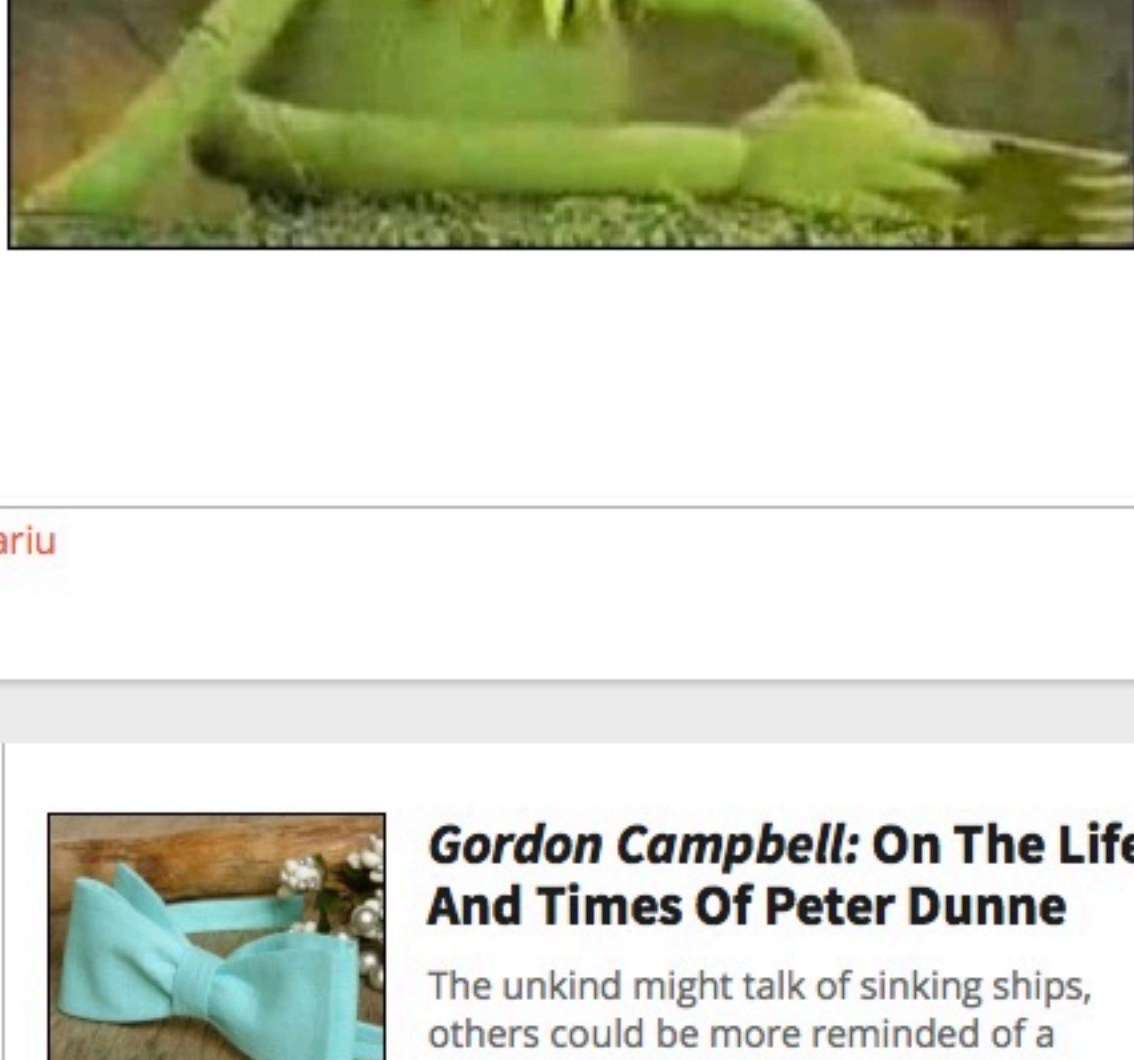 ariu
Gordon Campbell: On The Life
And Times Of Peter Dunne
The unkind might talk of sinking ships,
others could be more reminded of a